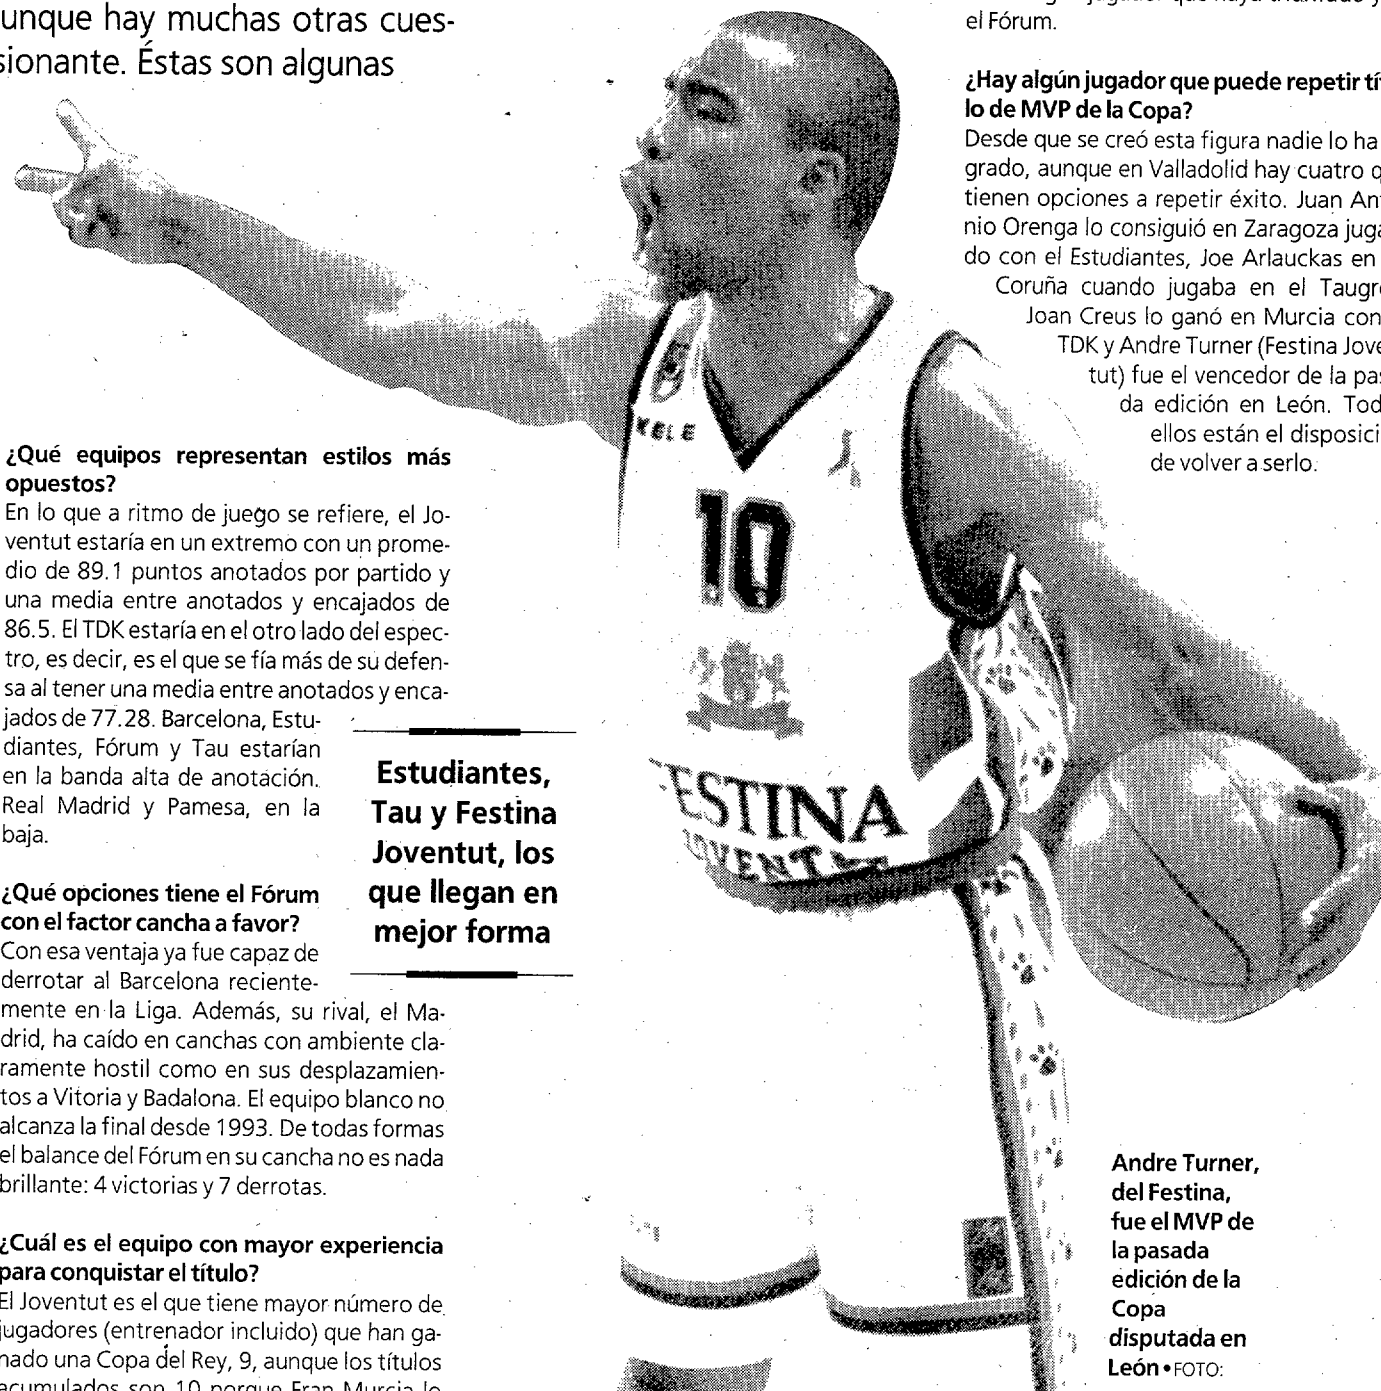 unque hay muchas otras cues-
sionante. Éstas son algunas
¿Qué equipos representan estilos más
opuestos?
En lo que a ritmo de juego se refiere, el Jo-
ventut estaría en un extremo con un prome-
dio de 89.1 puntos anotados por partido y
una media entre anotados y encajados de
86.5. El TDK estaría en el otro lado del espec-
tro, es decir, es el que se fía más de su defen-
sa al tener una media entre anotados y enca-
jados de 77.28. Barcelona, Estu-
diantes, Fórum y Tau estarían
en la banda alta de anotación.
Real Madrid y Pamesa, en la
baja.
¿Qué opciones tiene el Fórum
con el factor cancha a favor?
Con esa ventaja ya fue capaz de
derrotar al Barcelona reciente-
mente en la Liga. Además, su rival, el Ma-
drid, ha caído en canchas con ambiente cla-
ramente hostil como en sus desplazamien-
tos a Vitoria y Badalona. El equipo blanco no
alcanza la final desde 1993. De todas formas
el balance del Fórum en su cancha no es nada
brillante: 4 victorias y 7 derrotas.
¿Cuál es el equipo con mayor experiencia
para conquistar el título?
El Joventut es el que tiene mayor número de
jugadores (entrenador incluido) que han ga-
nado una Copa del Rey, 9, aunque los títulos
acumulados son 10 porque Fran Murcia lo
Estudiantes,
Tau y Festina
Joventut, los
que llegan en
mejor forma
KELE
10
ESTINA
JOVENT
el Fórum.
¿Hay algún jugador que puede repetir tí
lo de MVP de la Copa?
Desde que se creó esta figura nadie lo ha
grado, aunque en Valladolid hay cuatro q
tienen opciones a repetir éxito. Juan Ant
nio Orenga lo consiguió en Zaragoza juga
do con el Estudiantes, Joe Arlauckas en
Coruña cuando jugaba en el Taugr
Joan Creus lo ganó en Murcia con
TDK y Andre Turner (Festina Jove
tut) fue el vencedor de la pas
da edición en León. Tod
ellos están el disposici
de volver a serlo.
Andre Turner,
del Festina,
fue el MVP de
la pasada
edición de la
Copa
disputada en
León • FOTO: